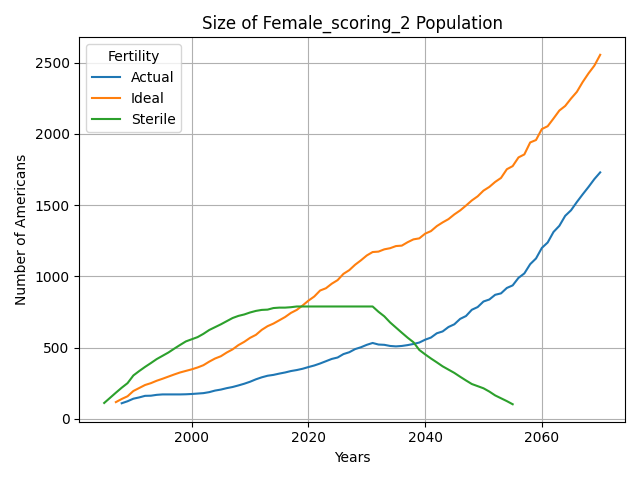 Size of Female_scoring_2 Population
Fertility
Actual
Ideal
Sterile
Number of Americans
2500
2000
1500
1000
500
0
2000 2020 2040 2060
Years